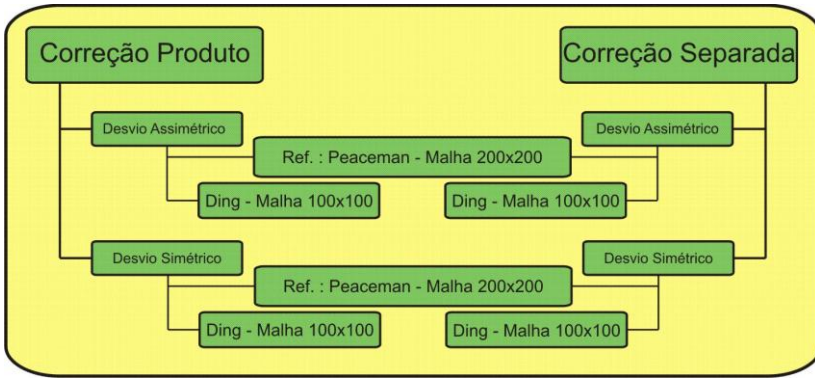 Correção Produto
Correção Separada
Desvio Assimétrico
Desvio Assimétrico
Ref. : Peaceman - Malha 200x200
Ding - Malha 100x100
Ding - Malha 100x100
Desvio Simétrico
Desvio Simétrico
Ref. : Peaceman - Malha 200x200
Ding - Malha 100x100
Ding - Malha 100x100